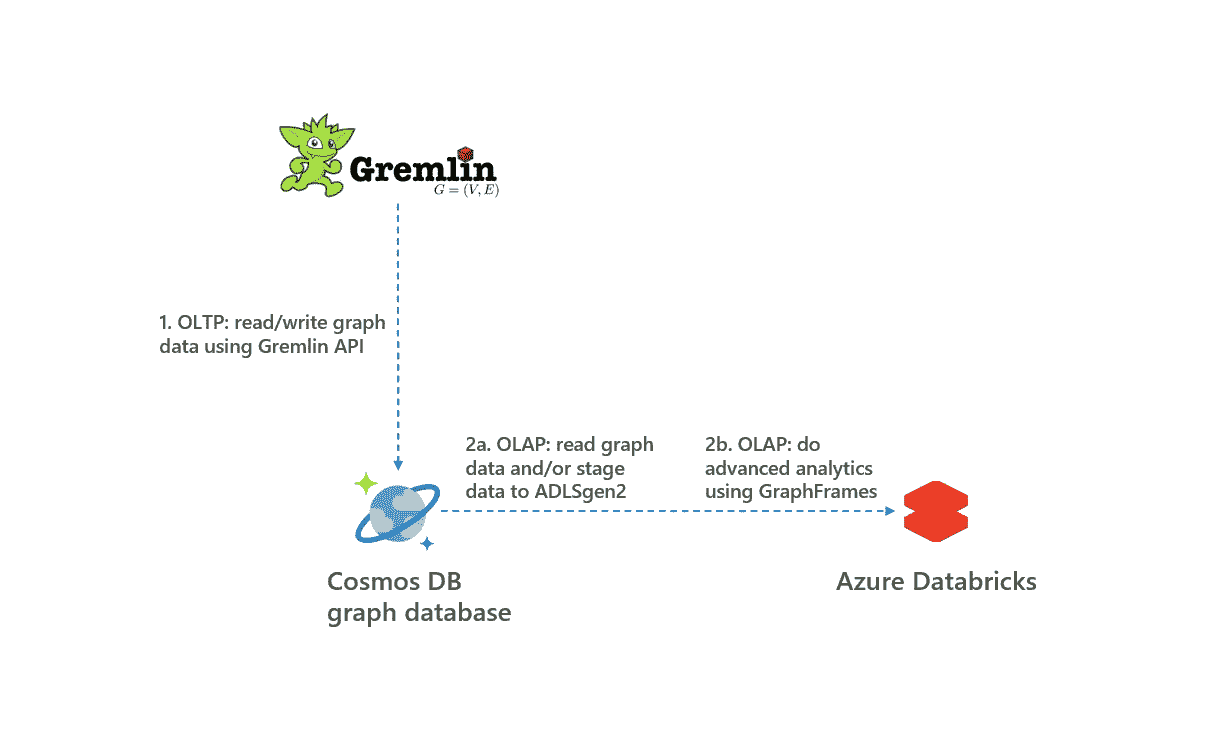 Gremlin
G = (V, E)
1. OLTP: read/write graph
data using Gremlin API
2a. OLAP: read graph
data and/or stage
data to ADLSgen2
2b. OLAP: do
advanced analytics
using GraphFrames
Cosmos DB
graph database
Azure Databricks